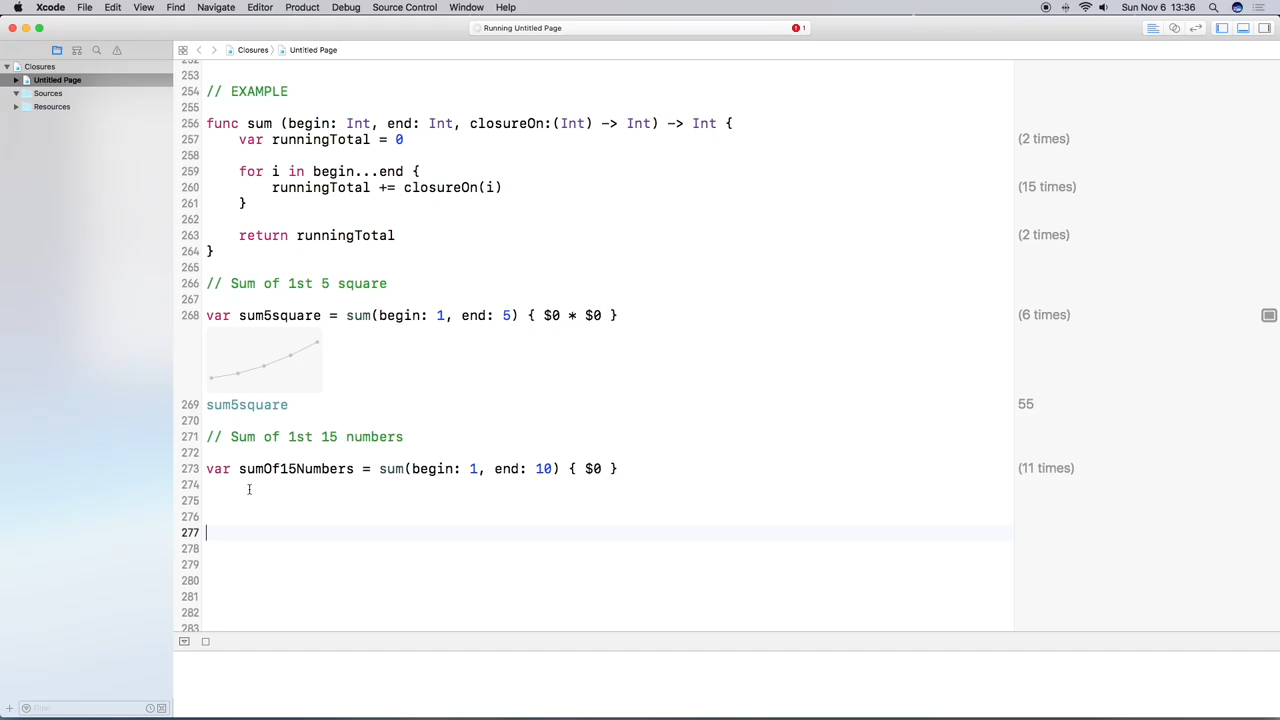 Xcode File Edit View Find Navigate Editor Product Debug Source Control Window Help Sun Nov 6 13:36
Running Untitled Page 1
Closures Untitled Page
Closures
Untitled Page
Sources
Resources
252
253
254 // EXAMPLE
255
256 func sum (begin: Int, end: Int, closureOn:(Int) -> Int) -> Int {
257 var runningTotal = 0 (2 times)
258
259 for i in begin...end {
260 runningTotal += closureOn(i) (15 times)
261 }
262
263 return runningTotal (2 times)
264 }
265
266 // Sum of 1st 5 square
267
268 var sum5square = sum(begin: 1, end: 5) { $0 * $0 } (6 times)
269 sum5square 55
270
271 // Sum of 1st 15 numbers
272
273 var sumOf15Numbers = sum(begin: 1, end: 10) { $0 } (11 times)
274
275
276
277
278
279
280
281
282
283
Filter